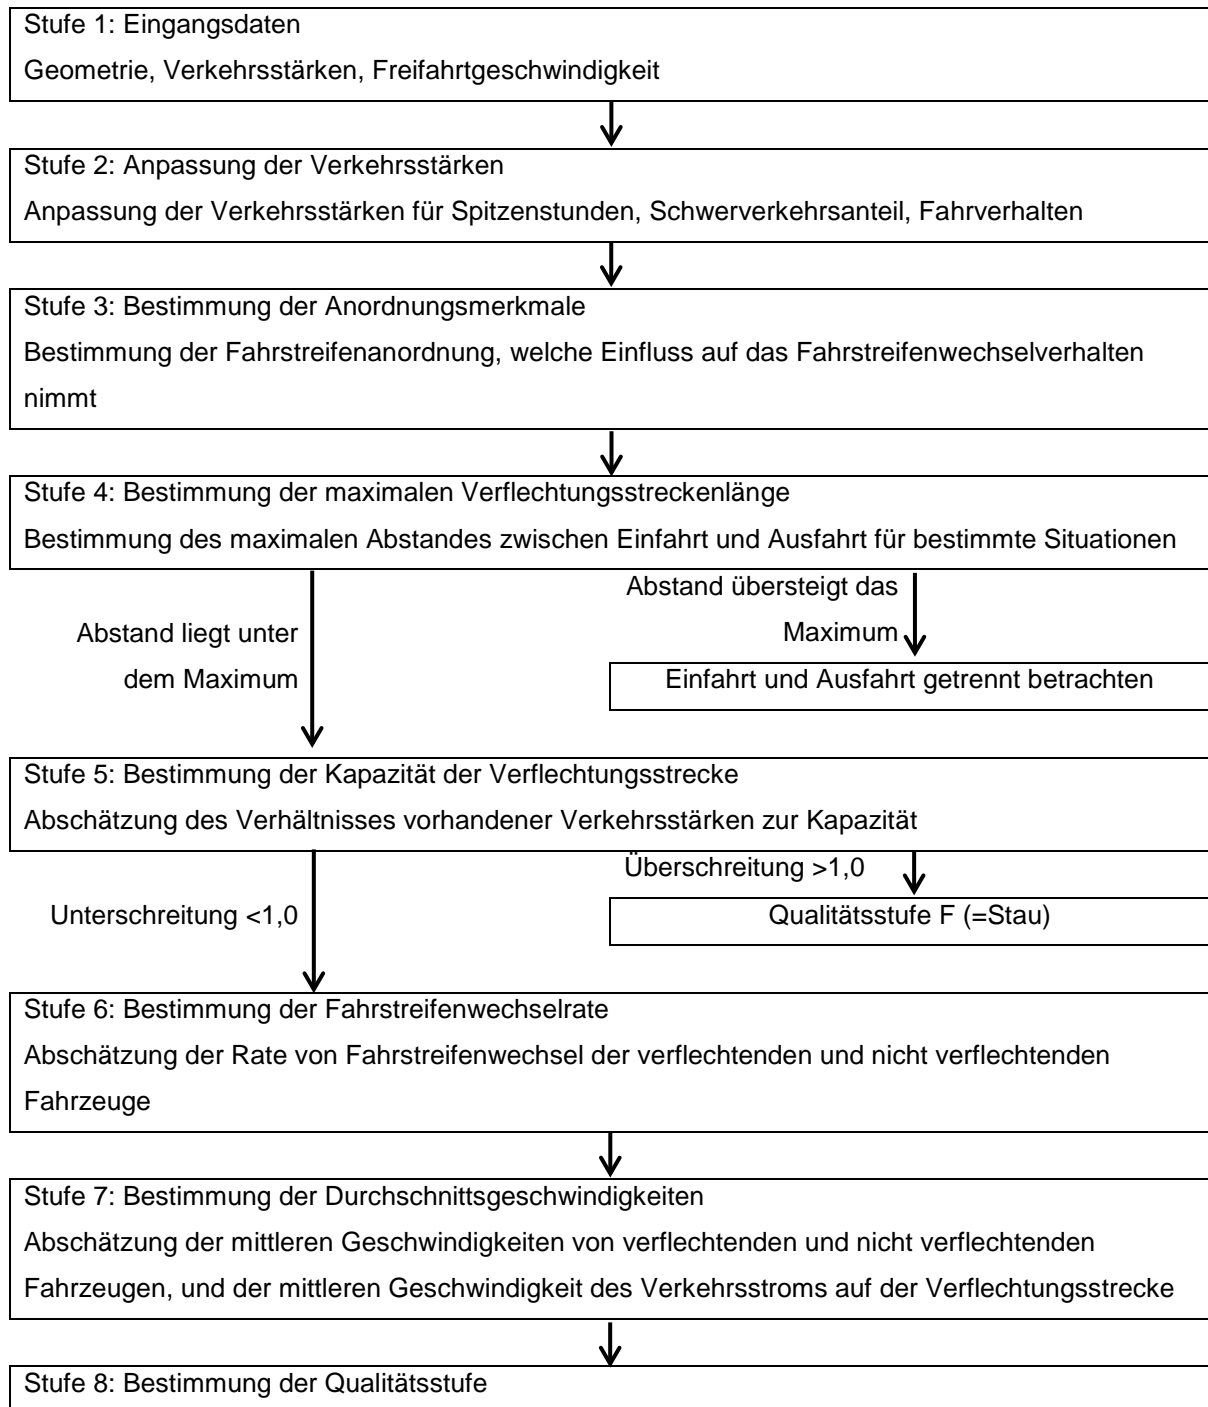 Stufe 1: Eingangsdaten
Geometrie, Verkehrsstärken, Freifahrtgeschwindigkeit
Stufe 2: Anpassung der Verkehrsstärken
Anpassung der Verkehrsstärken für Spitzenstunden, Schwerverkehrsanteil, Fahrverhalten
Stufe 3: Bestimmung der Anordnungsmerkmale
Bestimmung der Fahrstreifenanordnung, welche Einfluss auf das Fahrstreifenwechselverhalten
nimmt
Stufe 4: Bestimmung der maximalen Verflechtungsstreckenlänge
Bestimmung des maximalen Abstandes zwischen Einfahrt und Ausfahrt für bestimmte Situationen
Abstand liegt unter
dem Maximum
Abstand übersteigt das
Maximum
Einfahrt und Ausfahrt getrennt betrachten
Stufe 5: Bestimmung der Kapazität der Verflechtungsstrecke
Abschätzung des Verhältnisses vorhandener Verkehrsstärken zur Kapazität
Unterschreitung <1,0
Überschreitung >1,0
Qualitätsstufe F (=Stau)
Stufe 6: Bestimmung der Fahrstreifenwechselrate
Abschätzung der Rate von Fahrstreifenwechsel der verflechtenden und nicht verflechtenden
Fahrzeuge
Stufe 7: Bestimmung der Durchschnittsgeschwindigkeiten
Abschätzung der mittleren Geschwindigkeiten von verflechtenden und nicht verflechtenden
Fahrzeugen, und der mittleren Geschwindigkeit des Verkehrsstroms auf der Verflechtungsstrecke
Stufe 8: Bestimmung der Qualitätsstufe